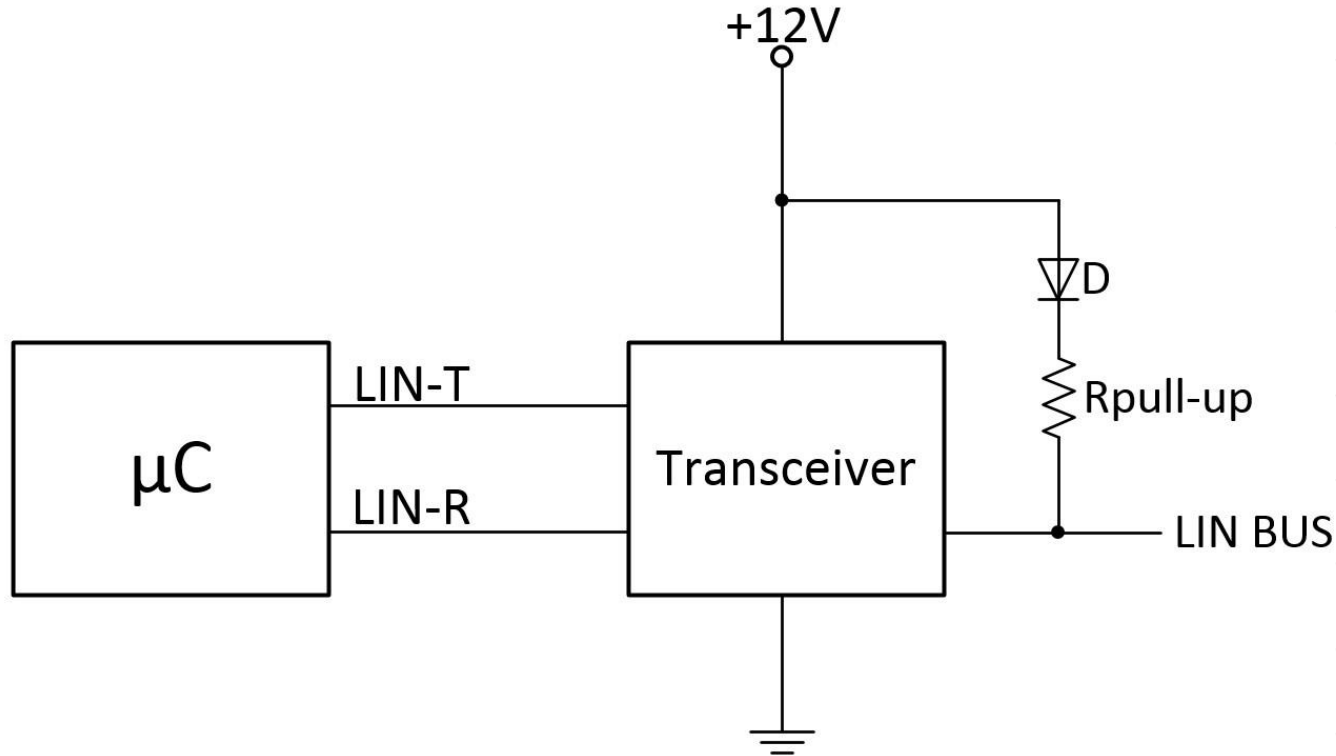 +12V
D
LIN-T
Rpull-up
µC
Transceiver
LIN-R
LIN BUS